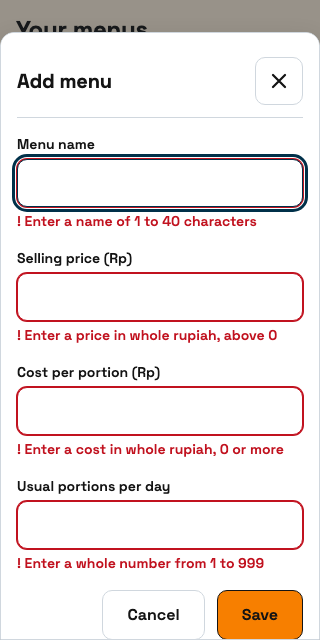 Your menus
Add menu
Menu name
! Enter a name of 1 to 40 characters
Selling price (Rp)
! Enter a price in whole rupiah, above 0
Cost per portion (Rp)
! Enter a cost in whole rupiah, 0 or more
Usual portions per day
! Enter a whole number from 1 to 999
Cancel
Save